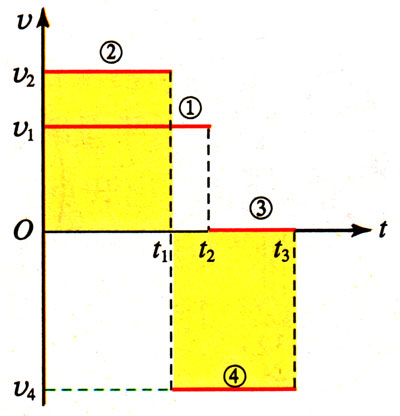 v
②
v₂
①
v₁
③
O
t
t₁
t₂
t₃
④
v₄